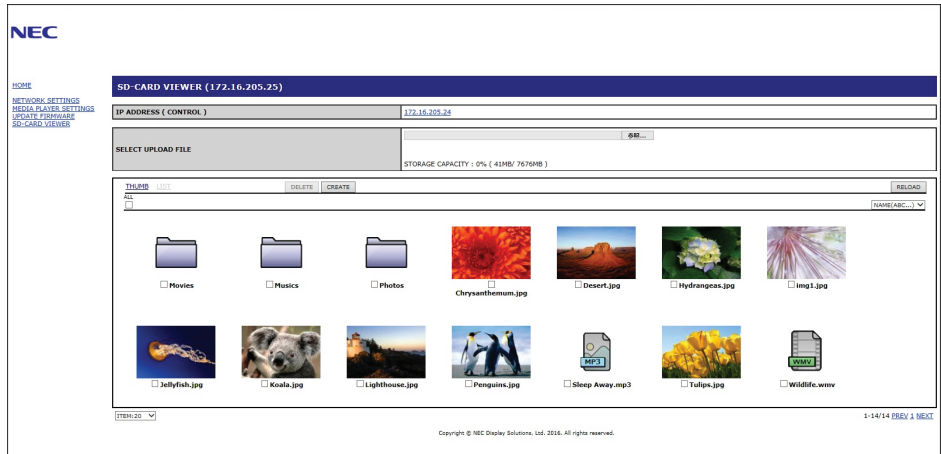 NEC
HOME
NETWORK SETTINGS
MEDIA PLAYER SETTINGS
UPDATE FIRMWARE
SD-CARD VIEWER
SD-CARD VIEWER (172.16.205.25)
IP ADDRESS ( CONTROL ) 172.16.205.24
SELECT UPLOAD FILE
参照...
STORAGE CAPACITY : 0% ( 41MB/ 7676MB )
THUMB LIST DELETE CREATE RELOAD
ALL
NAME(ABC...)
Movies Musics Photos Chrysanthemum.jpg Desert.jpg Hydrangeas.jpg img1.jpg
MP3 WMV
Jellyfish.jpg Koala.jpg Lighthouse.jpg Penguins.jpg Sleep Away.mp3 Tulips.jpg Wildlife.wmv
ITEM:20 1-14/14 PREV 1 NEXT
Copyright © NEC Display Solutions, Ltd. 2016. All rights reserved.